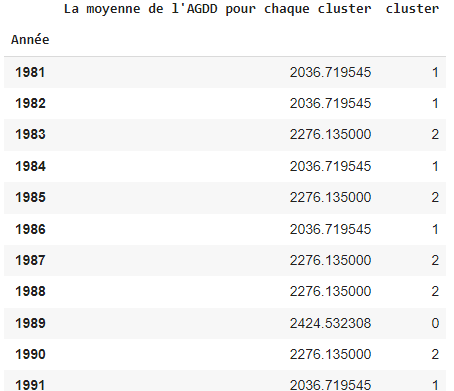 La moyenne de l'AGDD pour chaque cluster cluster
Année
1981 2036.719545 1
1982 2036.719545 1
1983 2276.135000 2
1984 2036.719545 1
1985 2276.135000 2
1986 2036.719545 1
1987 2276.135000 2
1988 2276.135000 2
1989 2424.532308 0
1990 2276.135000 2
1991 2036.719545 1